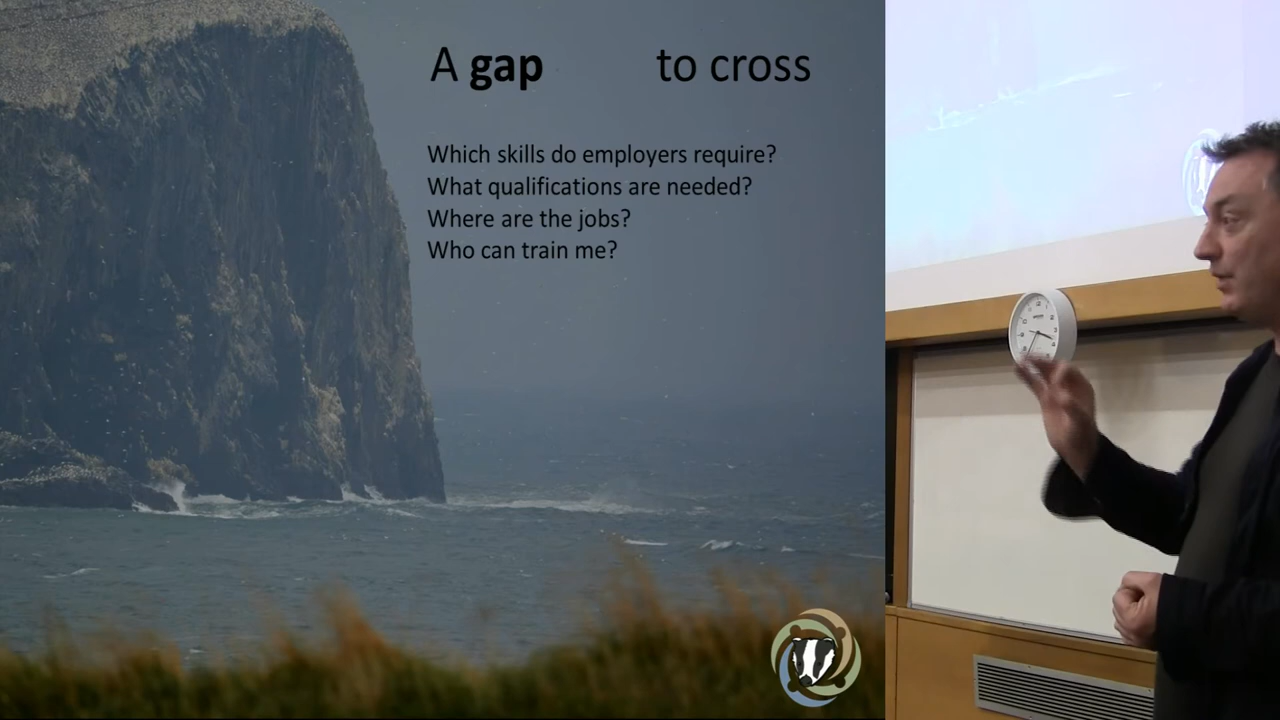 A gap to cross
Which skills do employers require?
What qualifications are needed?
Where are the jobs?
Who can train me?